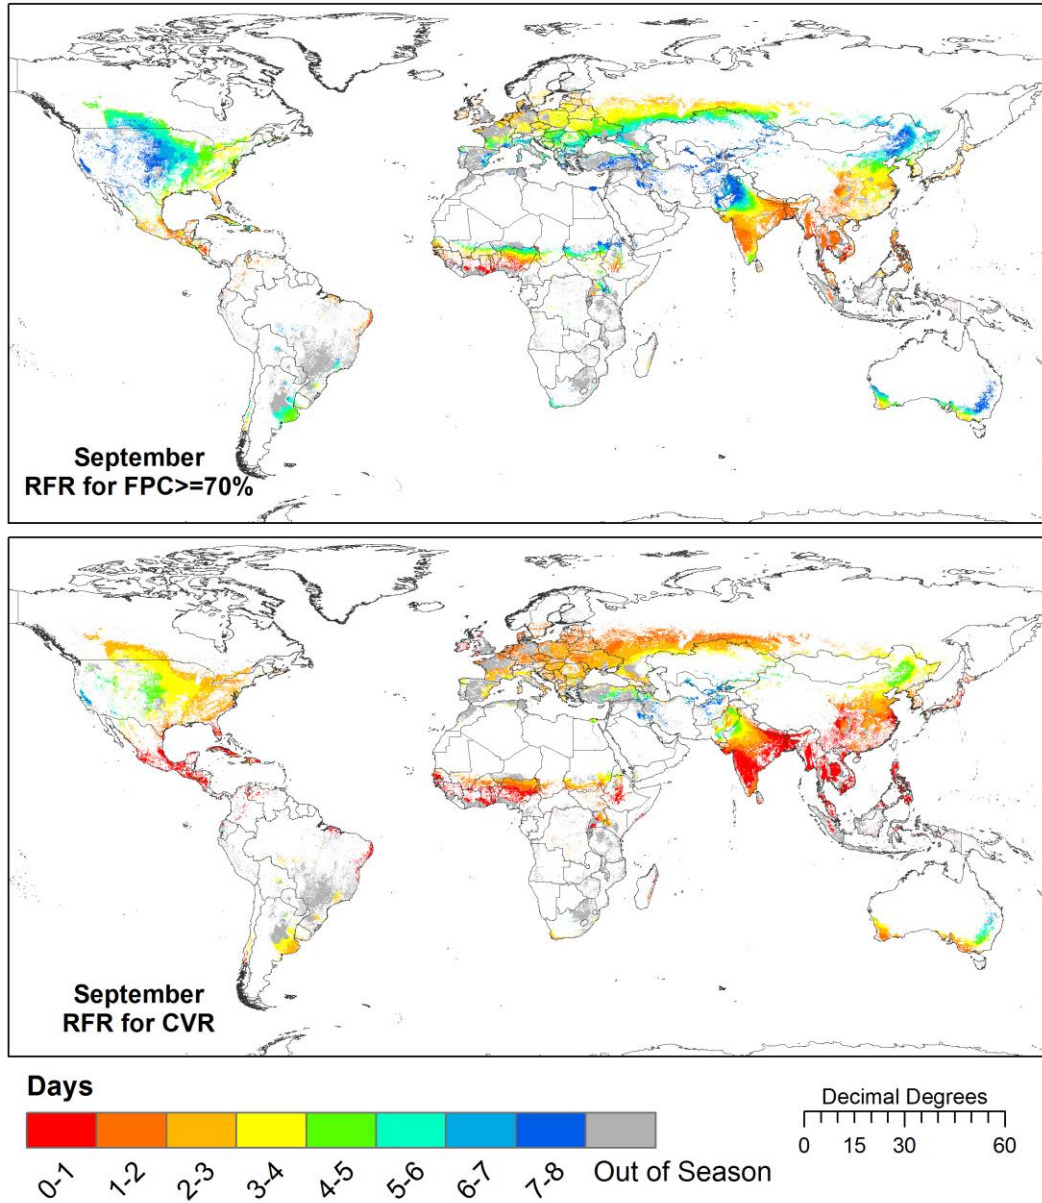 September
RFR for FPC>=70%
September
RFR for CVR
Days
0-1
1-2
2-3
3-4
4-5
5-6
6-7
7-8
Out of Season
Decimal Degrees
0 15 30 60